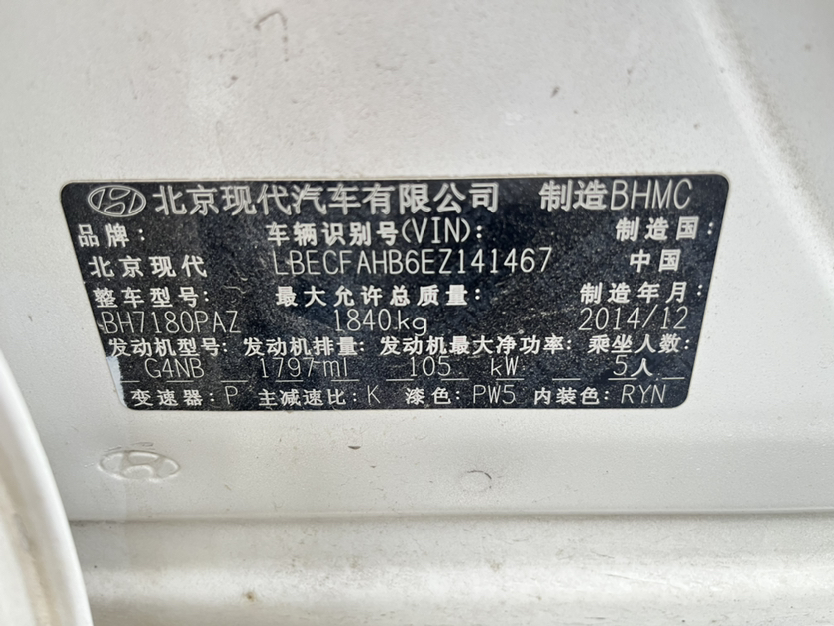 北京现代汽车有限公司 制造BHMC
品牌: 车辆识别号(VIN): 制造国:
北京现代 LBECFAHB6EZ141467 中国
整车型号: 最大允许总质量: 制造年月:
BH7180PAZ 1840kg 2014/12
发动机型号: 发动机排量: 发动机最大净功率: 乘坐人数:
G4NB 1797ml 105 kW 5人
变速器: P 主减速比: K 漆色: PW5 内装色: RYN